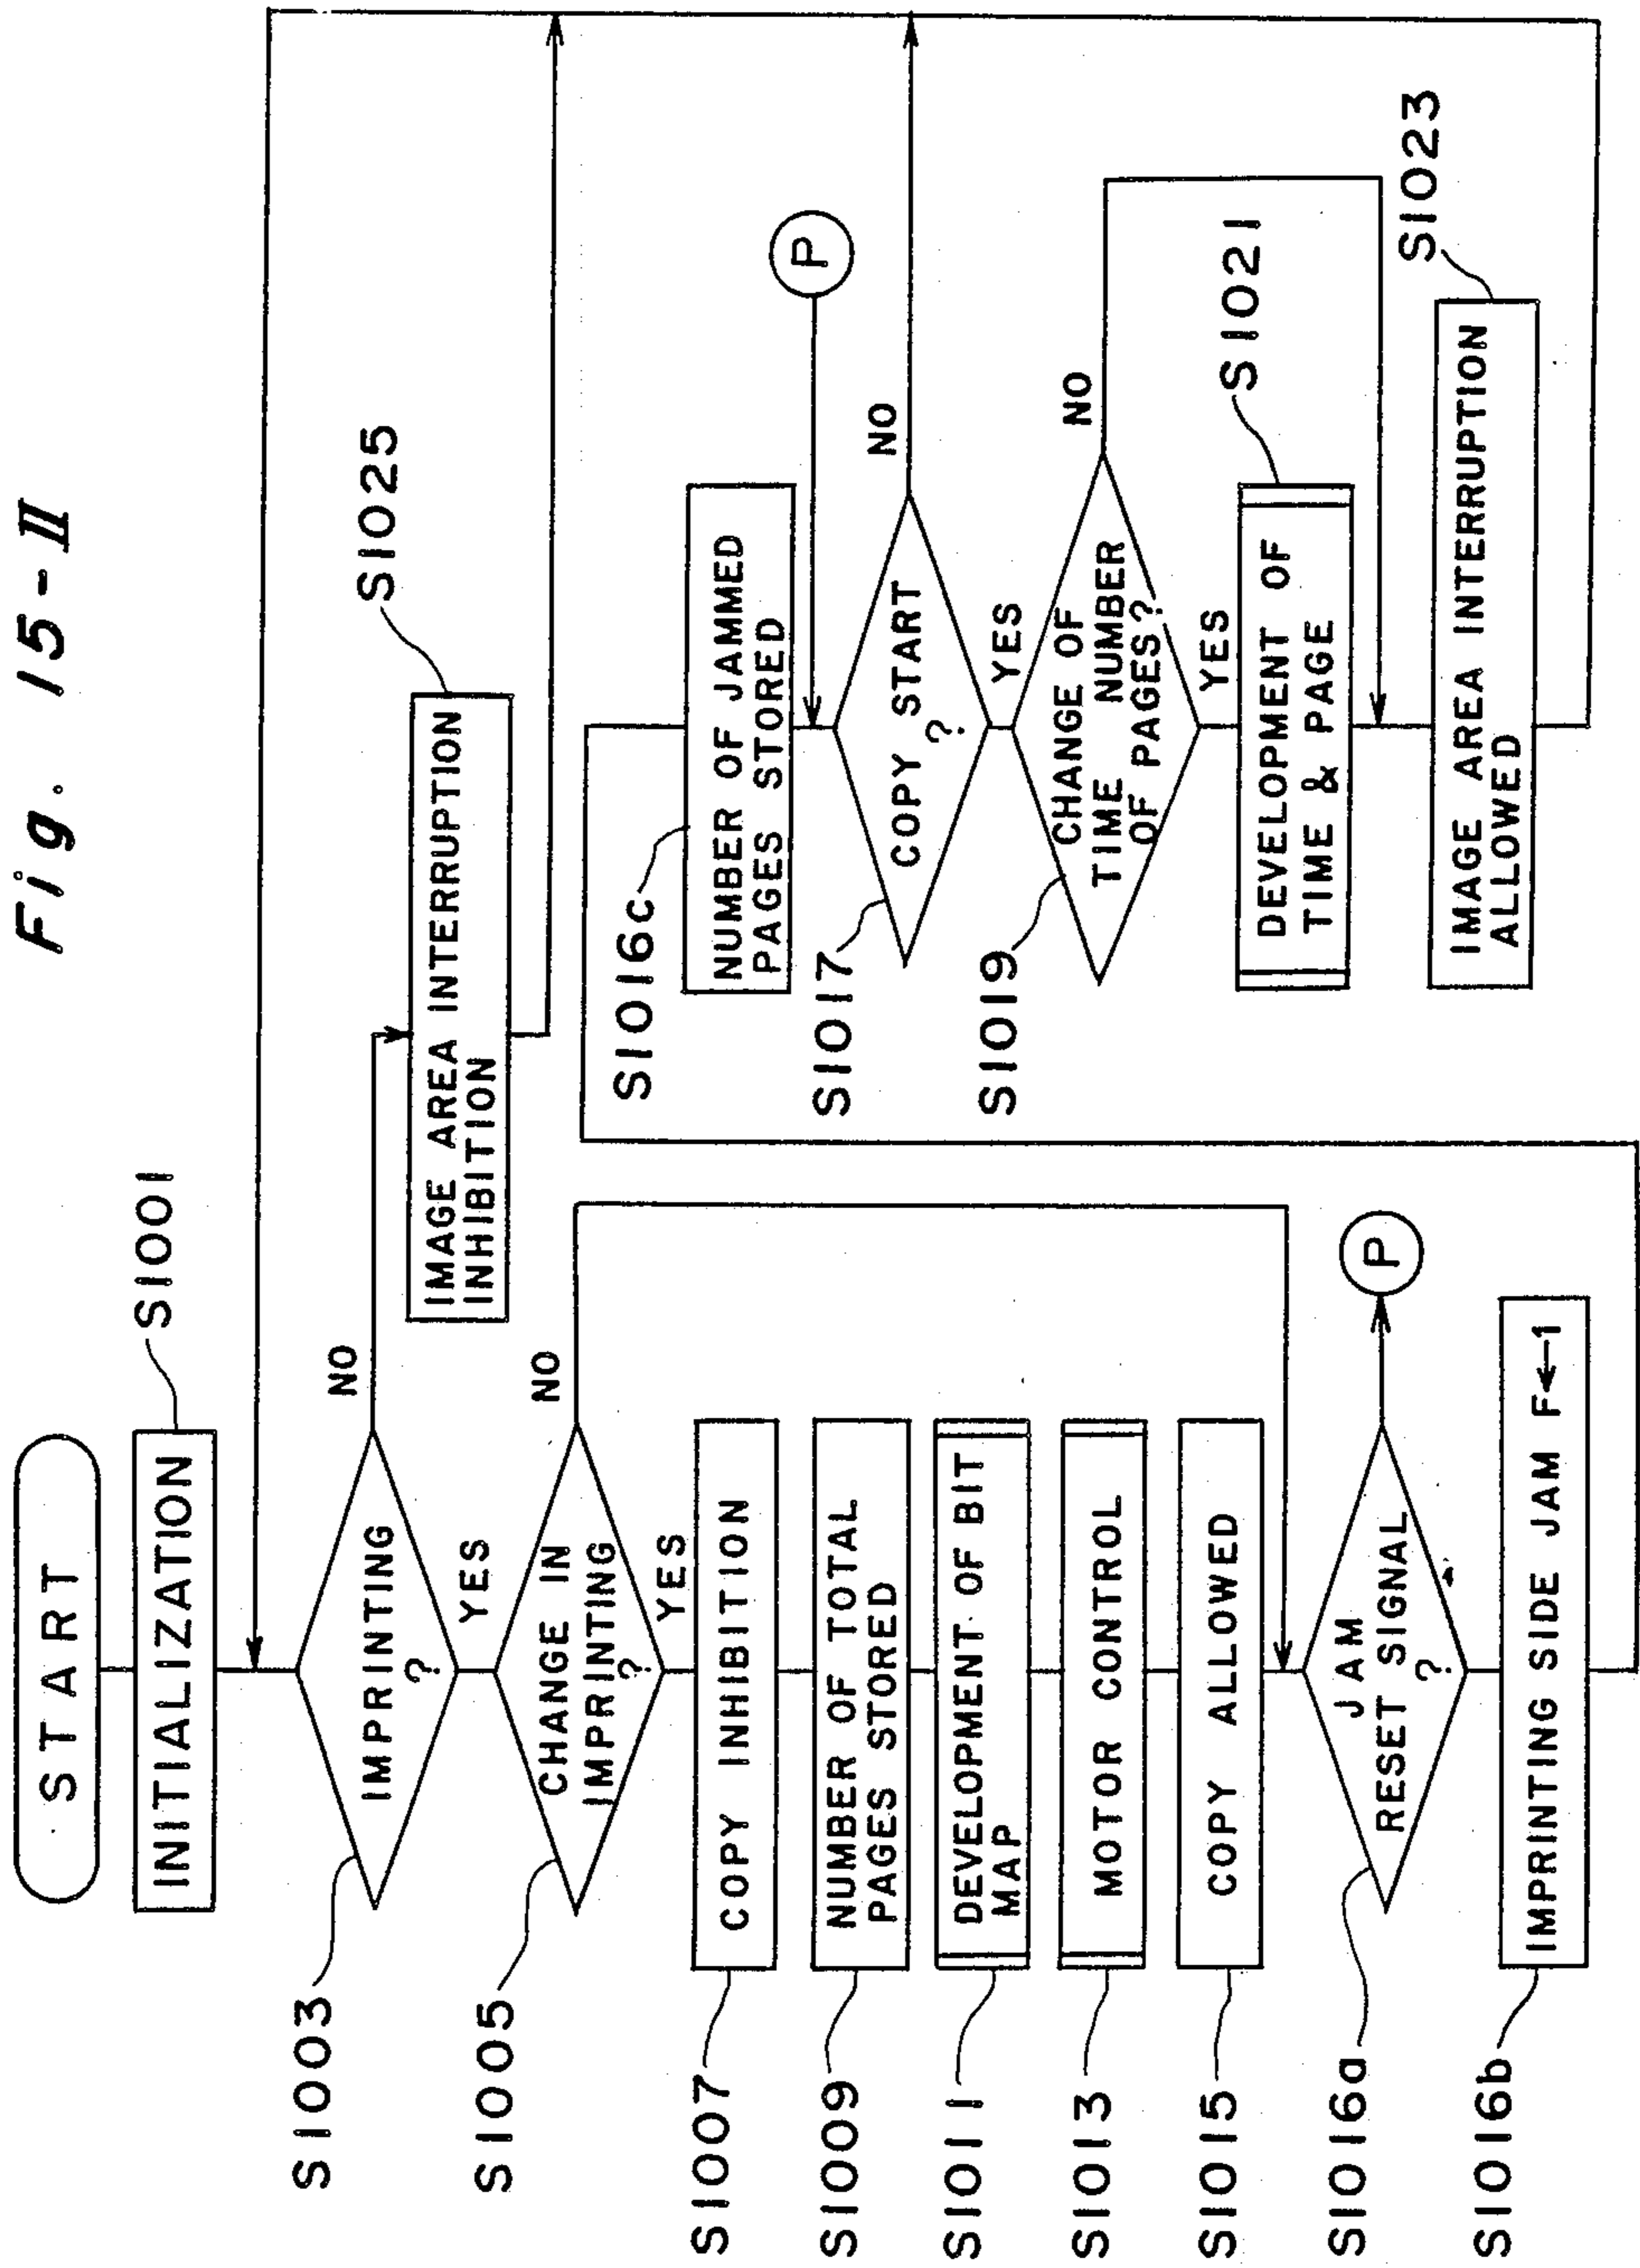 Fig. 15-II
START
INITIALIZATION
S1001
IMPRINTING
?
S1003
NO
YES
IMAGE AREA INTERRUPTION
INHIBITION
S1025
CHANGE IN
IMPRINTING
?
S1005
NO
YES
COPY INHIBITION
S1007
NUMBER OF TOTAL
PAGES STORED
S1009
DEVELOPMENT OF BIT
MAP
S1011
MOTOR CONTROL
S1013
COPY ALLOWED
S1015
JAM
RESET SIGNAL
?
S1016a
P
IMPRINTING SIDE JAM F←1
S1016b
S1016c
NUMBER OF JAMMED
PAGES STORED
P
COPY START
?
S1017
NO
YES
CHANGE OF
TIME NUMBER
OF PAGES?
S1019
NO
YES
DEVELOPMENT OF
TIME & PAGE
S1021
IMAGE AREA INTERRUPTION
ALLOWED
S1023